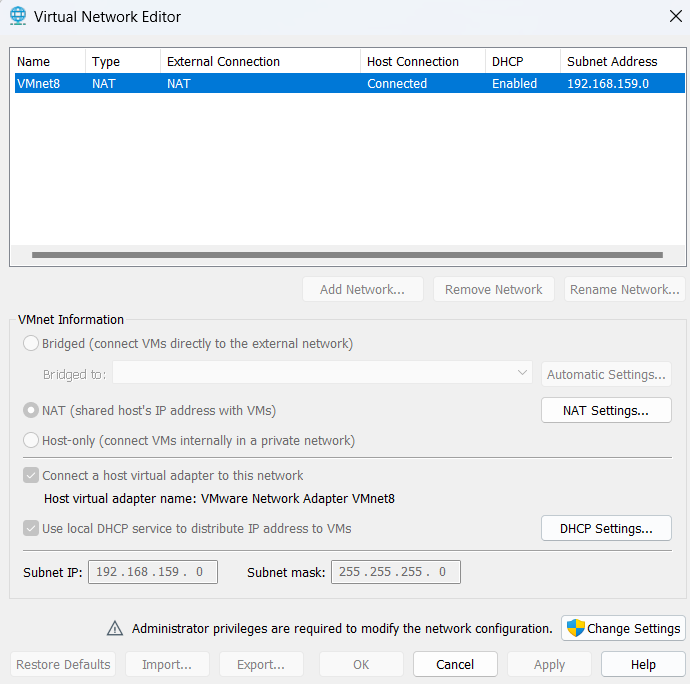 Virtual Network Editor
Name Type External Connection Host Connection DHCP Subnet Address
VMnet8 NAT NAT Connected Enabled 192.168.159.0
Add Network... Remove Network Rename Network...
VMnet Information
Bridged (connect VMs directly to the external network)
Bridged to: Automatic Settings...
NAT (shared host's IP address with VMs) NAT Settings...
Host-only (connect VMs internally in a private network)
Connect a host virtual adapter to this network
Host virtual adapter name: VMware Network Adapter VMnet8
Use local DHCP service to distribute IP address to VMs DHCP Settings...
Subnet IP: 192 . 168 . 159 . 0 Subnet mask: 255 . 255 . 255 . 0
Administrator privileges are required to modify the network configuration. Change Settings
Restore Defaults Import... Export... OK Cancel Apply Help